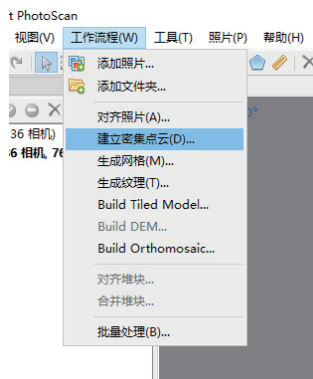 t PhotoScan
视图(V) 工作流程(W) 工具(T) 照片(P) 帮助(H)
添加照片...
添加文件夹...
36 相机)
36 相机, 76
对齐照片(A)...
建立密集点云(D)...
生成网格(M)...
生成纹理(T)...
Build Tiled Model...
Build DEM...
Build Orthomosaic...
对齐堆块...
合并堆块...
批量处理(B)...